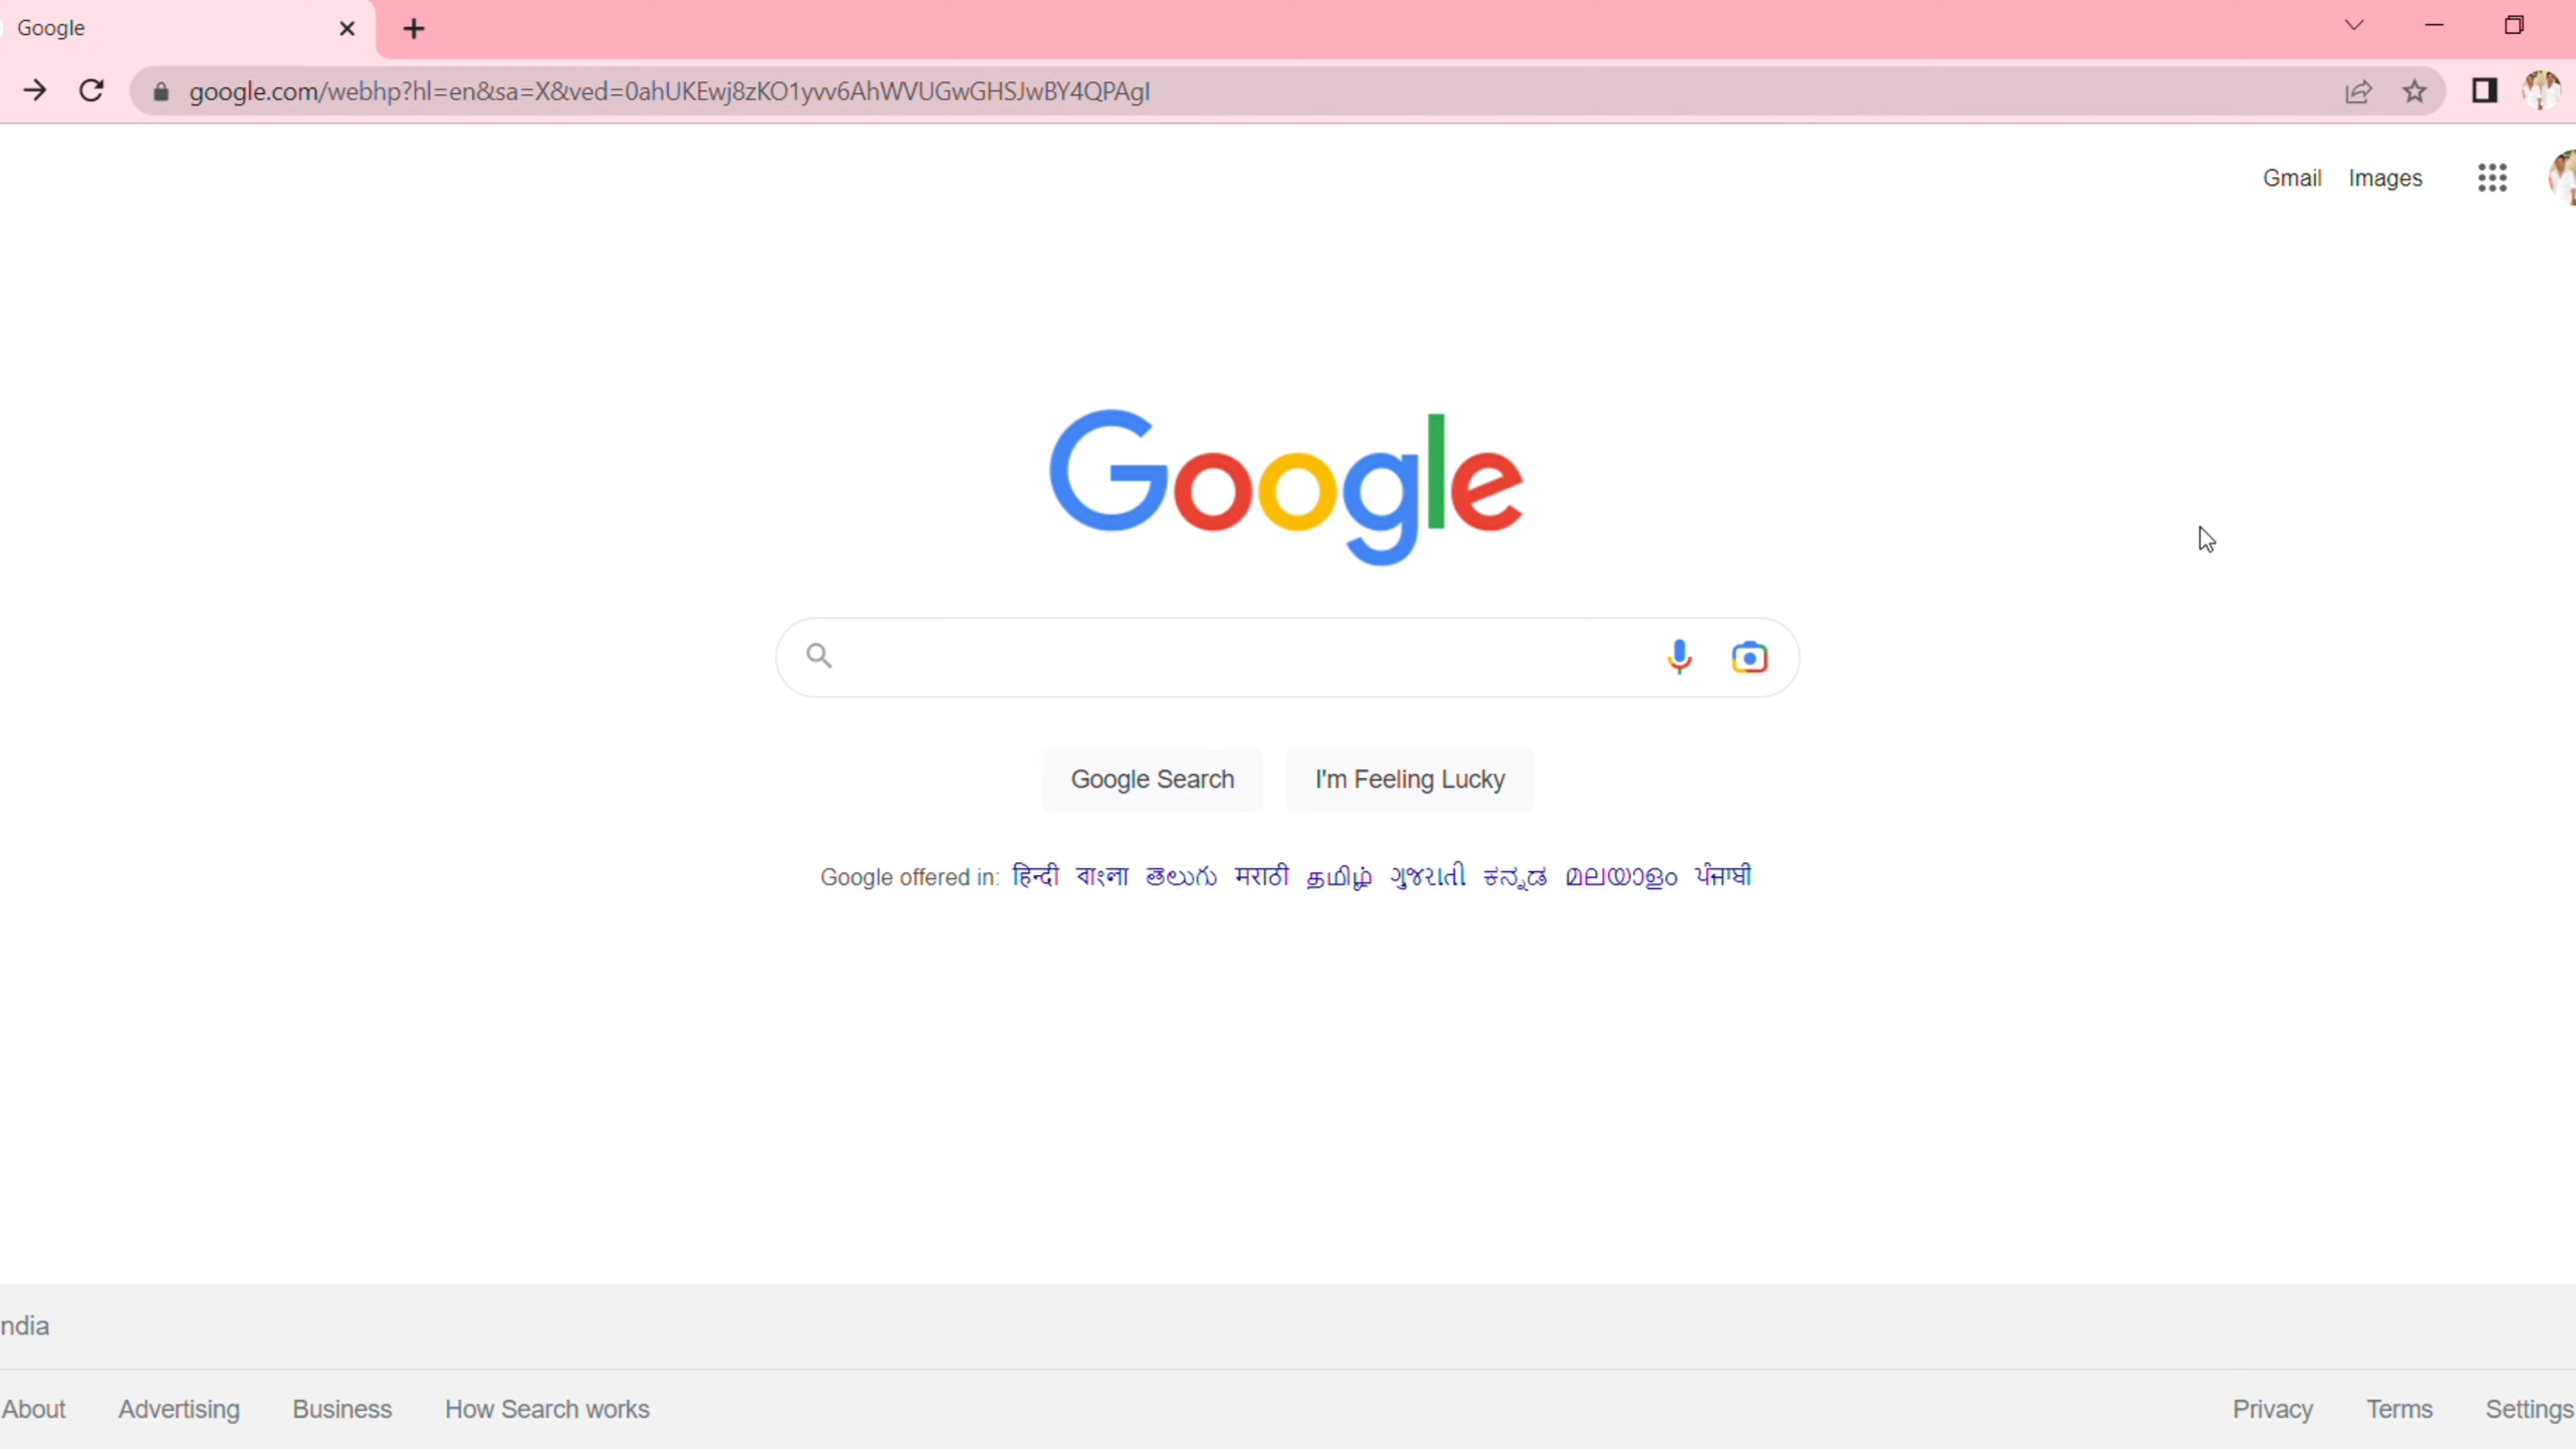 Google
google.com/webhp?hl=en&sa=X&ved=0ahUKEwj8zKO1yvv6AhWVUGwGHSJwBY4QPAgI
Gmail Images
Google
Google Search I'm Feeling Lucky
Google offered in: हिन्दी বাংলা తెలుగు मराठी தமிழ் ગુજરાતી ಕನ್ನಡ മലയാളം ਪੰਜਾਬੀ
ndia
About Advertising Business How Search works Privacy Terms Settings